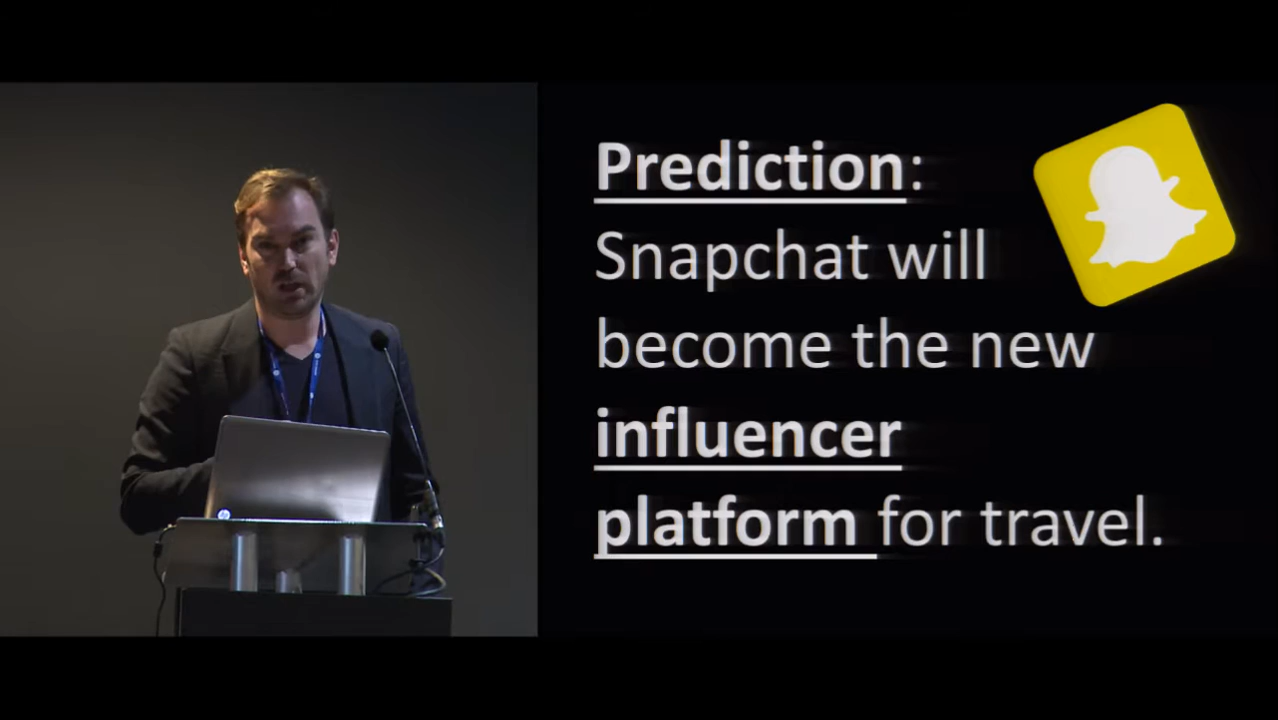 Prediction:
Snapchat will
become the new
influencer
platform for travel.